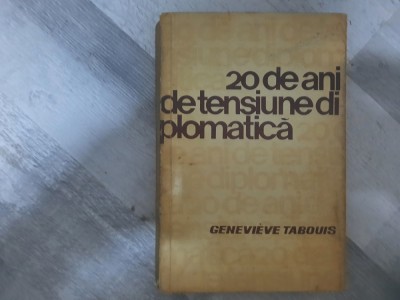 20 de ani
de tensiune di
plomatică
GENEVIÈVE TABOUIS